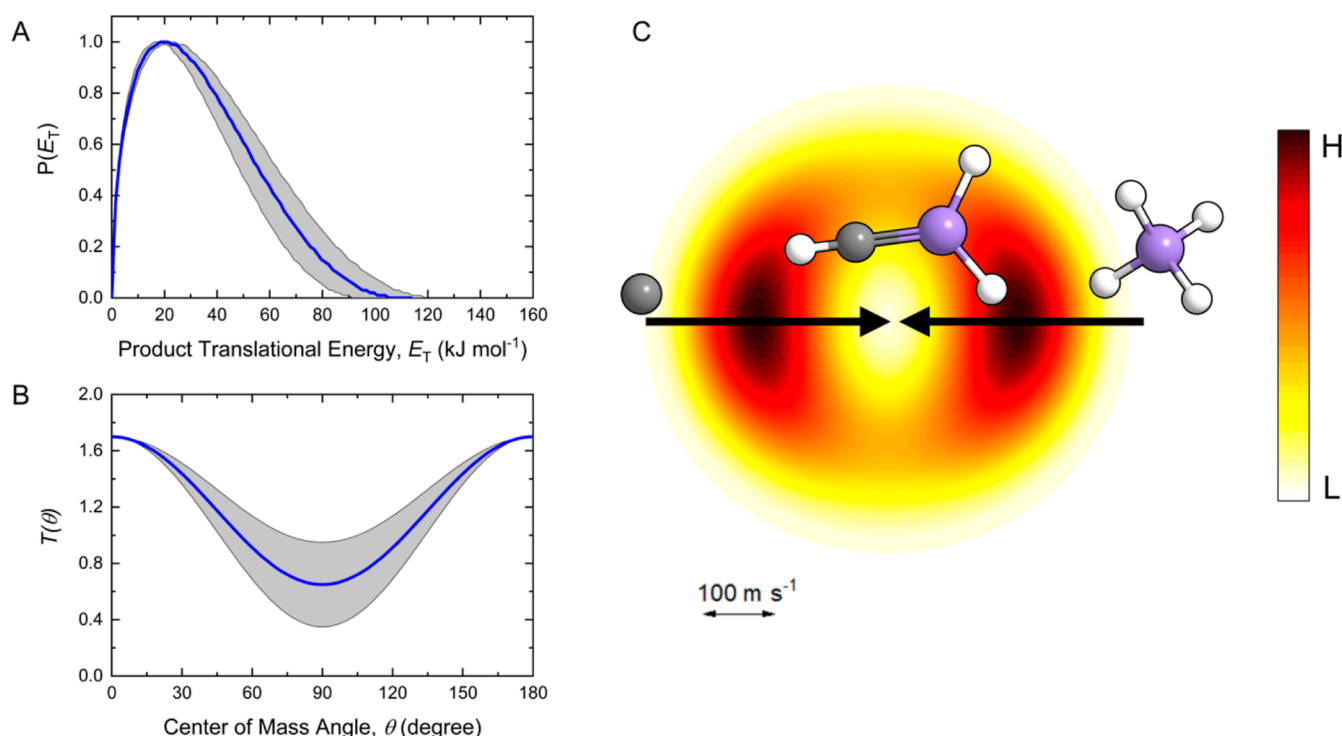 A
P(E_T)
1.0
0.8
0.6
0.4
0.2
0.0
0 20 40 60 80 100 120 140 160
Product Translational Energy, E_T (kJ mol⁻¹)
B
T(θ)
2.0
1.6
1.2
0.8
0.4
0.0
0 30 60 90 120 150 180
Center of Mass Angle, θ (degree)
C
100 m s⁻¹
H
L